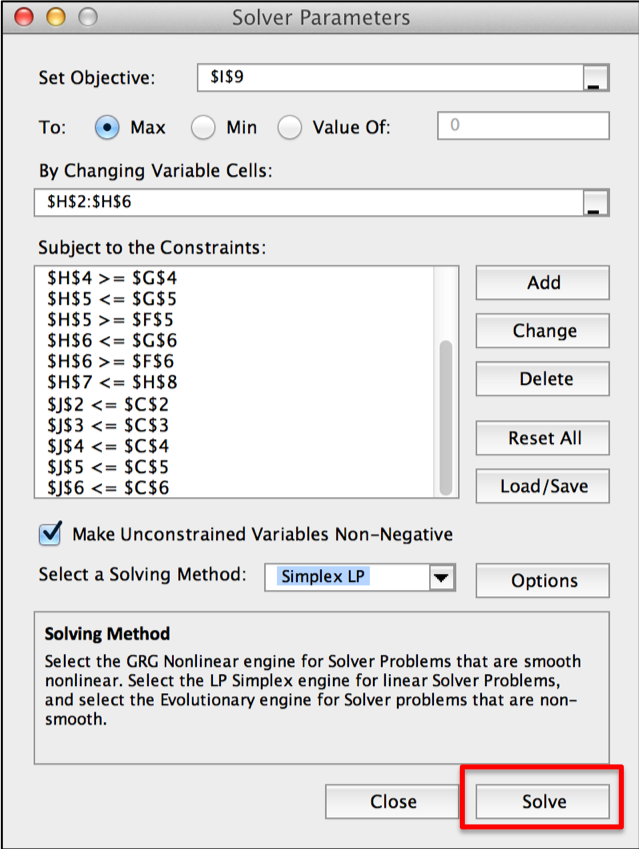 Solver Parameters
Set Objective: $I$9
To: Max Min Value Of: 0
By Changing Variable Cells:
$H$2:$H$6
Subject to the Constraints:
$H$4 >= $G$4
$H$5 <= $G$5
$H$5 >= $F$5
$H$6 <= $G$6
$H$6 >= $F$6
$H$7 <= $H$8
$J$2 <= $C$2
$J$3 <= $C$3
$J$4 <= $C$4
$J$5 <= $C$5
$J$6 <= $C$6
Add
Change
Delete
Reset All
Load/Save
Make Unconstrained Variables Non-Negative
Select a Solving Method: Simplex LP Options
Solving Method
Select the GRG Nonlinear engine for Solver Problems that are smooth
nonlinear. Select the LP Simplex engine for linear Solver Problems,
and select the Evolutionary engine for Solver problems that are non-
smooth.
Close Solve